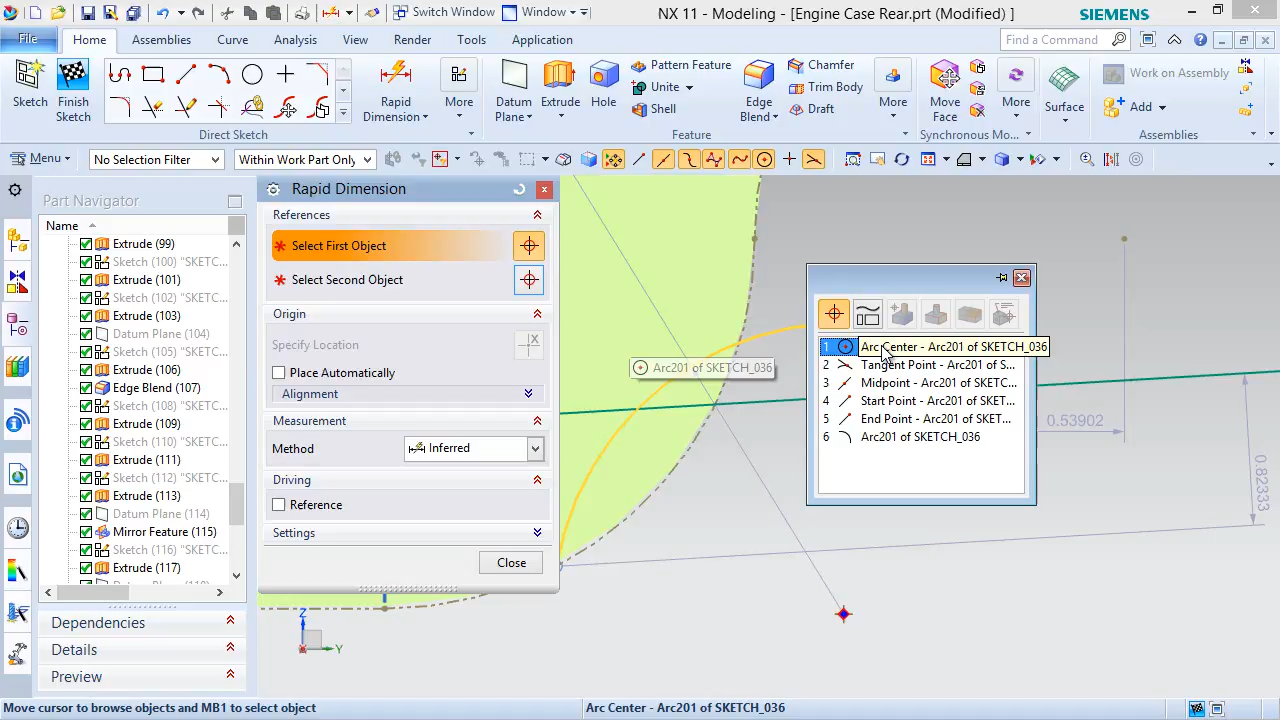 NX 11 - Modeling - [Engine Case Rear.prt (Modified) ]
SIEMENS
Switch Window
Window
File
Home
Assemblies
Curve
Analysis
View
Render
Tools
Application
Find a Command
Sketch
Finish
Sketch
Direct Sketch
Rapid
Dimension
More
Datum
Plane
Extrude
Hole
Pattern Feature
Unite
Shell
Edge
Blend
Chamfer
Trim Body
Draft
More
Feature
Move
Face
More
Synchronous Mo...
Surface
Work on Assembly
Add
Assemblies
Menu
No Selection Filter
Within Work Part Only
Part Navigator
Name
Extrude (99)
Sketch (100) "SKETC...
Extrude (101)
Sketch (102) "SKETC...
Extrude (103)
Datum Plane (104)
Sketch (105) "SKETC...
Extrude (106)
Edge Blend (107)
Sketch (108) "SKETC...
Extrude (109)
Sketch (110) "SKETC...
Extrude (111)
Sketch (112) "SKETC...
Extrude (113)
Datum Plane (114)
Mirror Feature (115)
Sketch (116) "SKETC...
Extrude (117)
Dependencies
Details
Preview
Rapid Dimension
References
Select First Object
Select Second Object
Origin
Specify Location
Place Automatically
Alignment
Measurement
Method
Inferred
Driving
Reference
Settings
Close
Arc201 of SKETCH_036
1 Arc Center - Arc201 of SKETCH_036
2 Tangent Point - Arc201 of S...
3 Midpoint - Arc201 of SKETC...
4 Start Point - Arc201 of SKET...
5 End Point - Arc201 of SKET...
6 Arc201 of SKETCH_036
0.53902
0.82333
Z
Y
Move cursor to browse objects and MB1 to select object
Arc Center - Arc201 of SKETCH_036